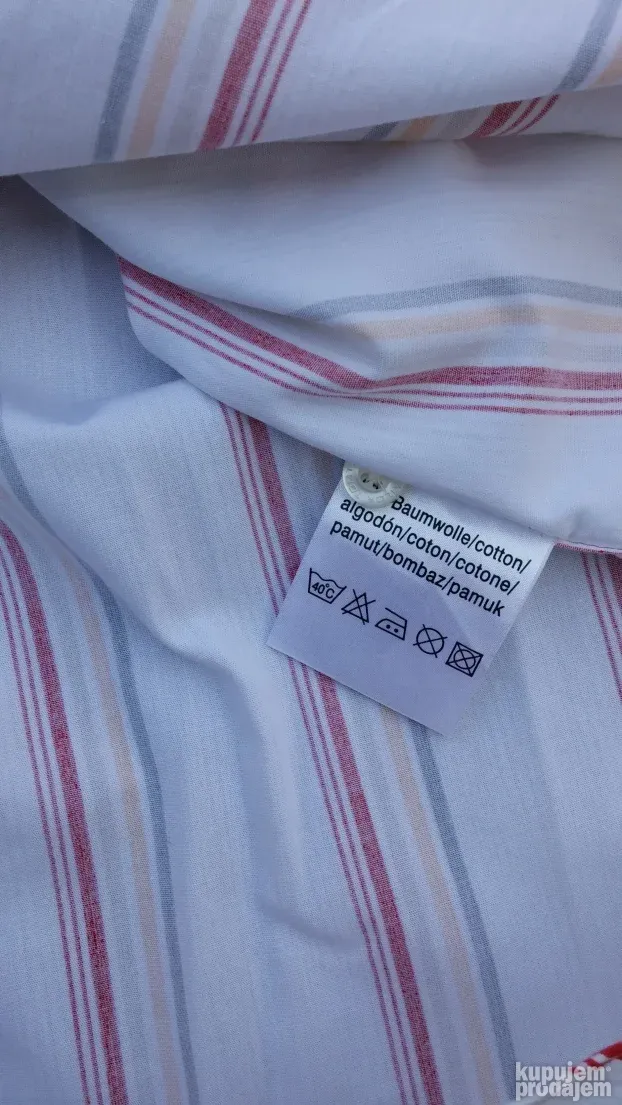 Baumwolle/cotton/
algodón/coton/cotone/
pamut/bombaz/pamuk
40°C
kupujem
prodajem